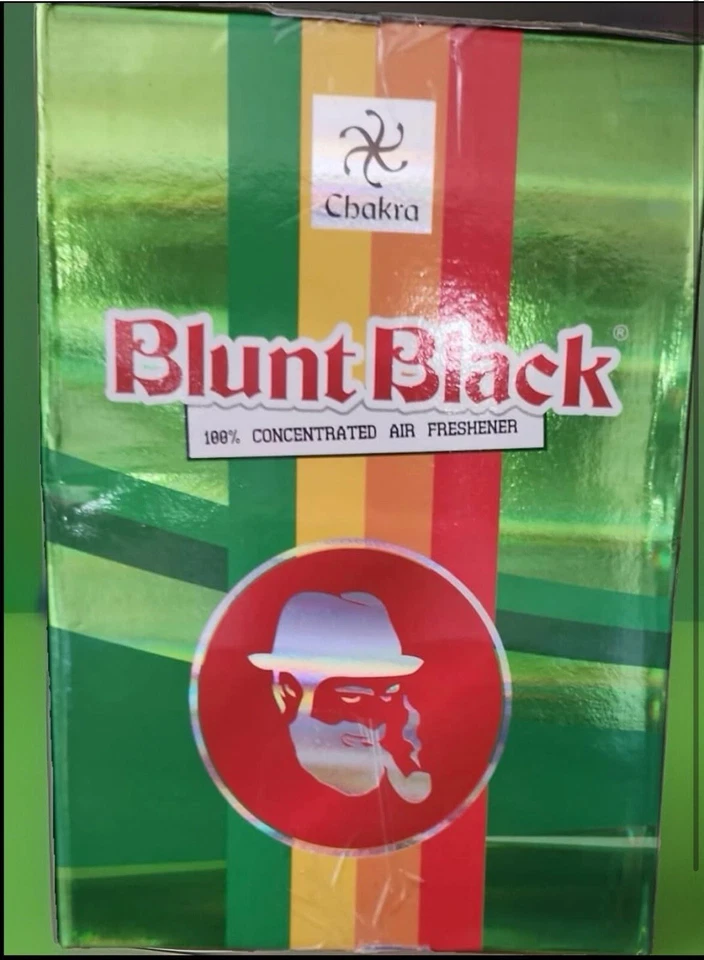 Chakra
Blunt Black®
100% CONCENTRATED AIR FRESHENER